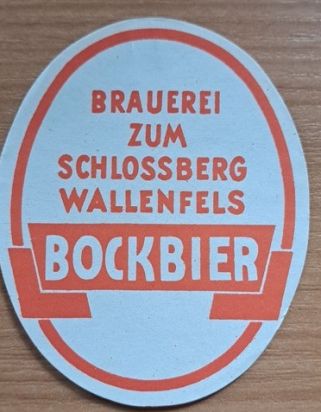 BRAUEREI
ZUM
SCHLOSSBERG
WALLENFELS
BOCKBIER